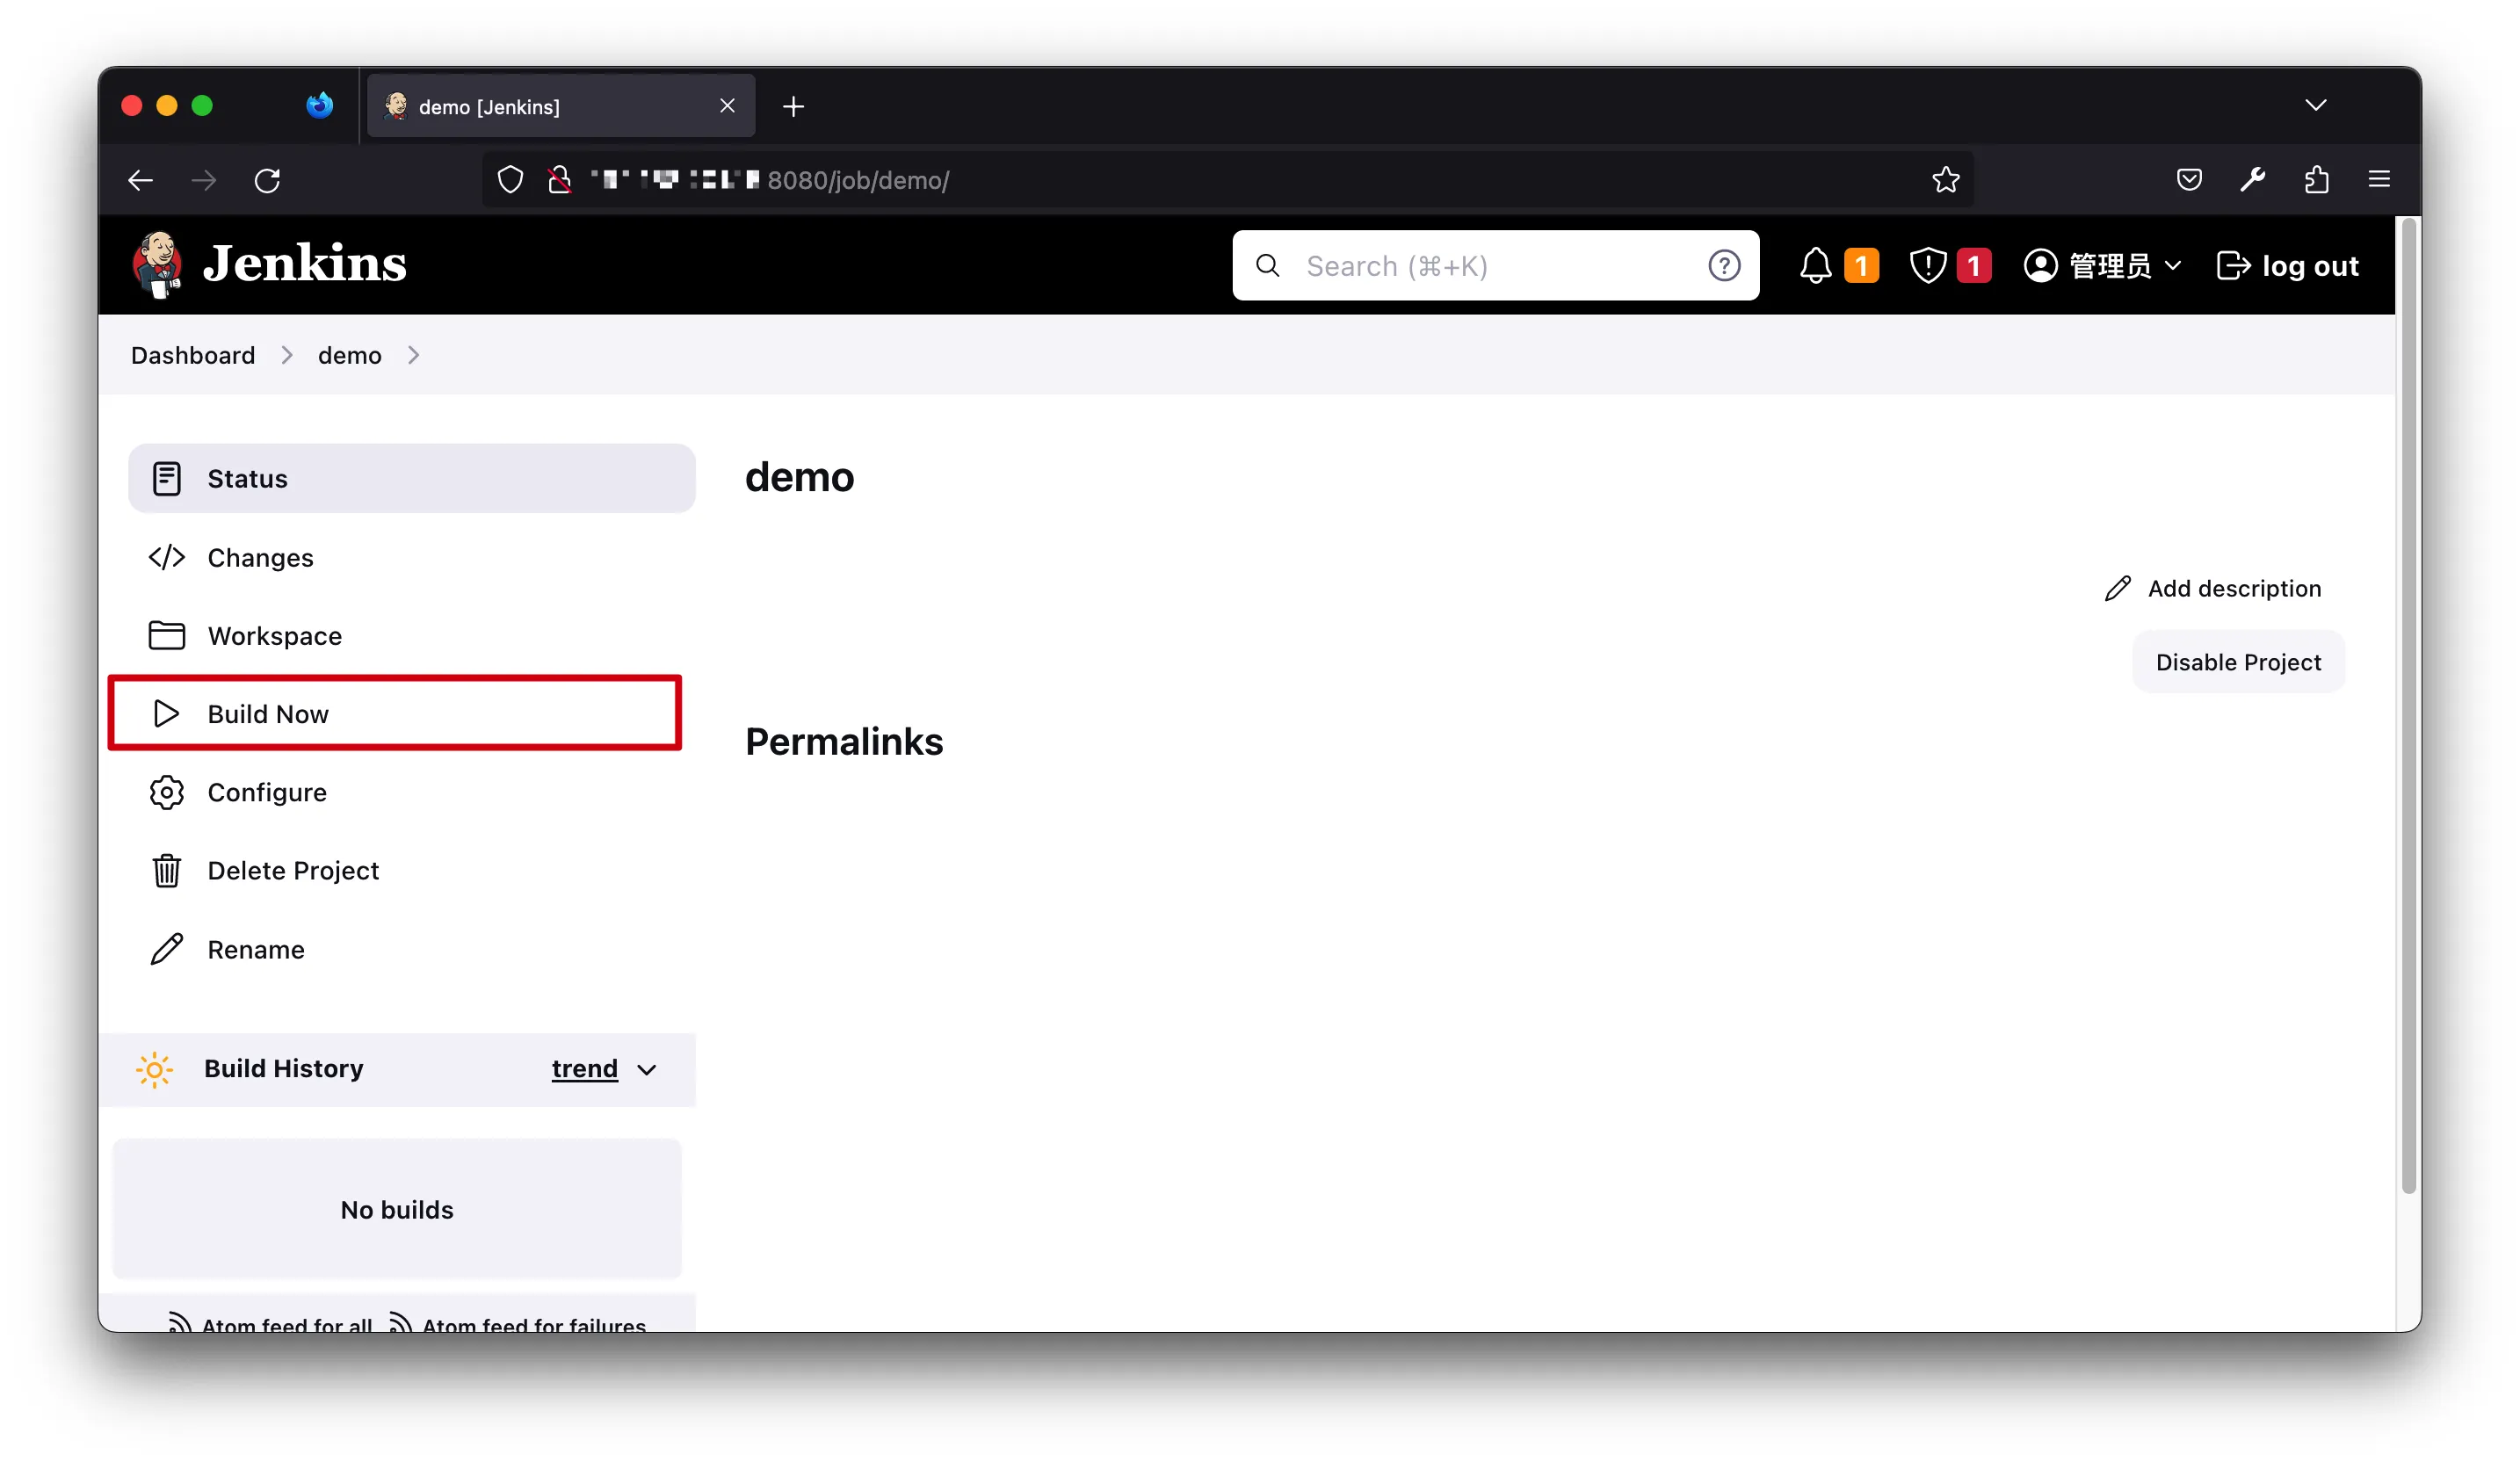 demo [Jenkins]
8080/job/demo/
Jenkins
Search (⌘+K)
1
1
管理员
log out
Dashboard
demo
Status
demo
Changes
Add description
Workspace
Disable Project
Build Now
Permalinks
Configure
Delete Project
Rename
Build History
trend
No builds
Atom feed for all
Atom feed for failures